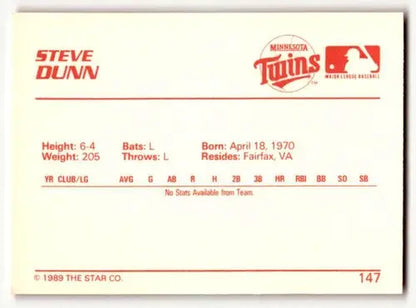 STEVE
DUNN
MINNESOTA
Twins
TM
MAJOR LEAGUE BASEBALL
Height: 6-4 Bats: L Born: April 18, 1970
Weight: 205 Throws: L Resides: Fairfax, VA
YR CLUB/LG AVG G AB R H 2B 3B HR RBI BB SO SB
No Stats Available from Team.
© 1989 THE STAR CO. 147